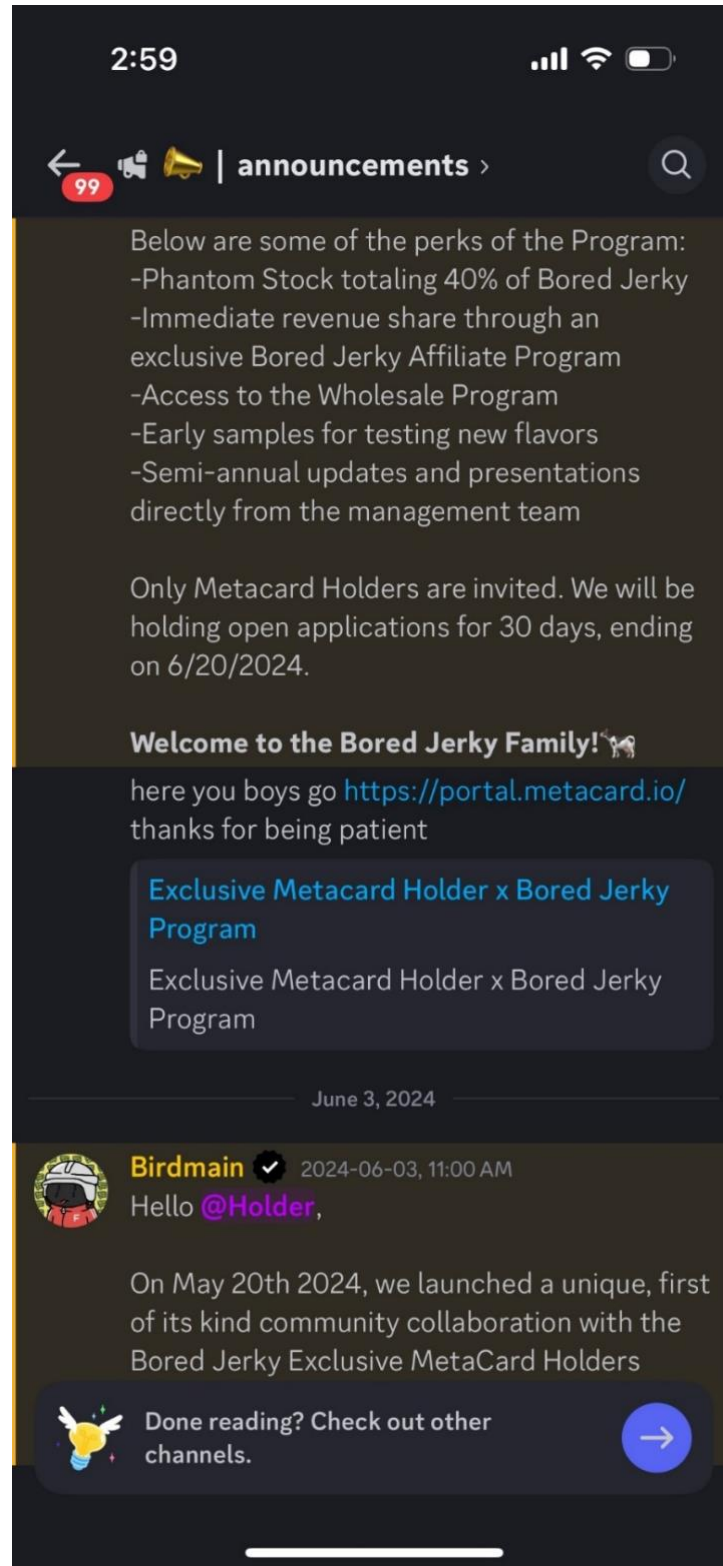 2:59
99
| announcements ›
Below are some of the perks of the Program:
-Phantom Stock totaling 40% of Bored Jerky
-Immediate revenue share through an
exclusive Bored Jerky Affiliate Program
-Access to the Wholesale Program
-Early samples for testing new flavors
-Semi-annual updates and presentations
directly from the management team
Only Metacard Holders are invited. We will be
holding open applications for 30 days, ending
on 6/20/2024.
Welcome to the Bored Jerky Family!
here you boys go https://portal.metacard.io/
thanks for being patient
Exclusive Metacard Holder x Bored Jerky
Program
Exclusive Metacard Holder x Bored Jerky
Program
June 3, 2024
Birdmain 2024-06-03, 11:00 AM
Hello @Holder,
On May 20th 2024, we launched a unique, first
of its kind community collaboration with the
Bored Jerky Exclusive MetaCard Holders
Done reading? Check out other
channels.